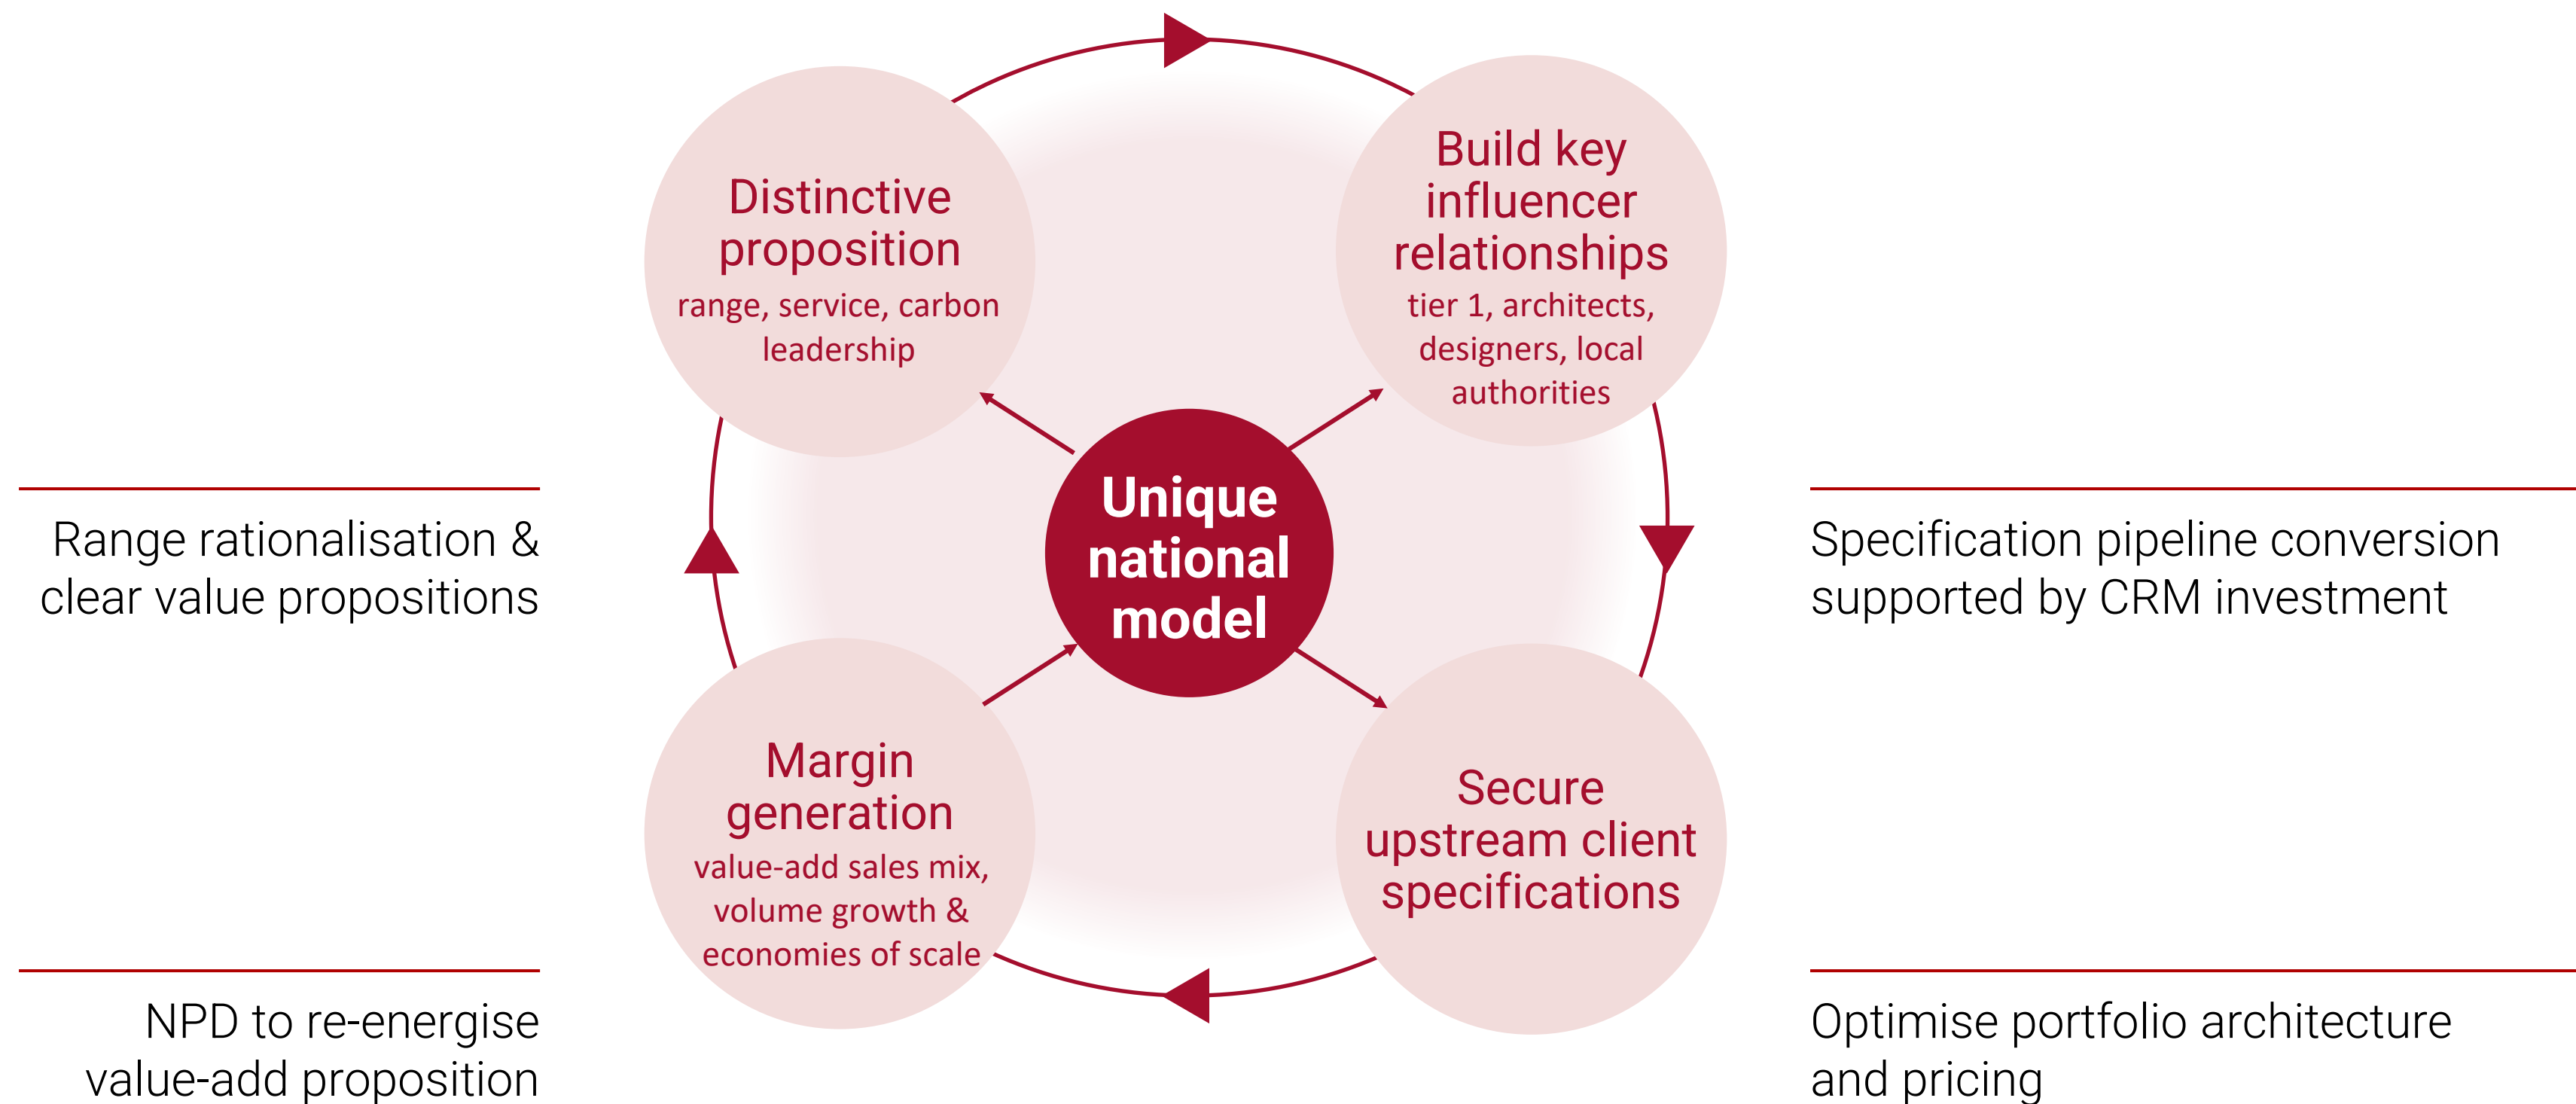 Distinctive
proposition
range, service, carbon
leadership
Build key
influencer
relationships
tier 1, architects,
designers, local
authorities
Unique
national
model
Range rationalisation &
clear value propositions
Specification pipeline conversion
supported by CRM investment
Margin
generation
value-add sales mix,
volume growth &
economies of scale
Secure
upstream client
specifications
NPD to re-energise
value-add proposition
Optimise portfolio architecture
and pricing